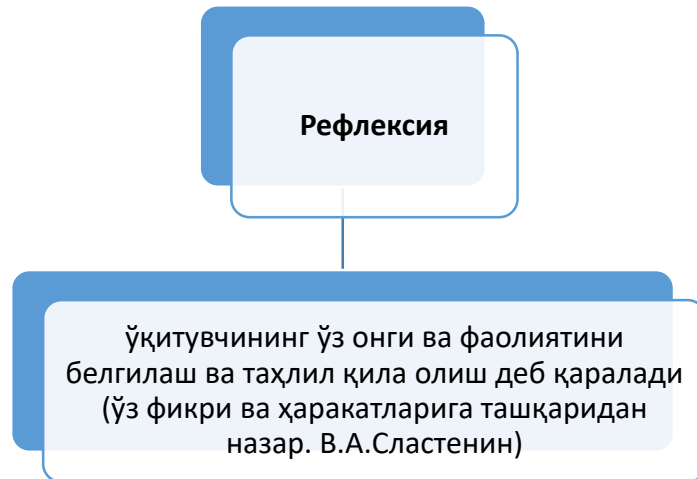 Рефлексия
ўқитувчининг ўз онги ва фаолиятини
белгилаш ва таҳлил қила олиш деб қаралади
(ўз фикри ва ҳаракатларига ташқаридан
назар. В.А.Сластенин)